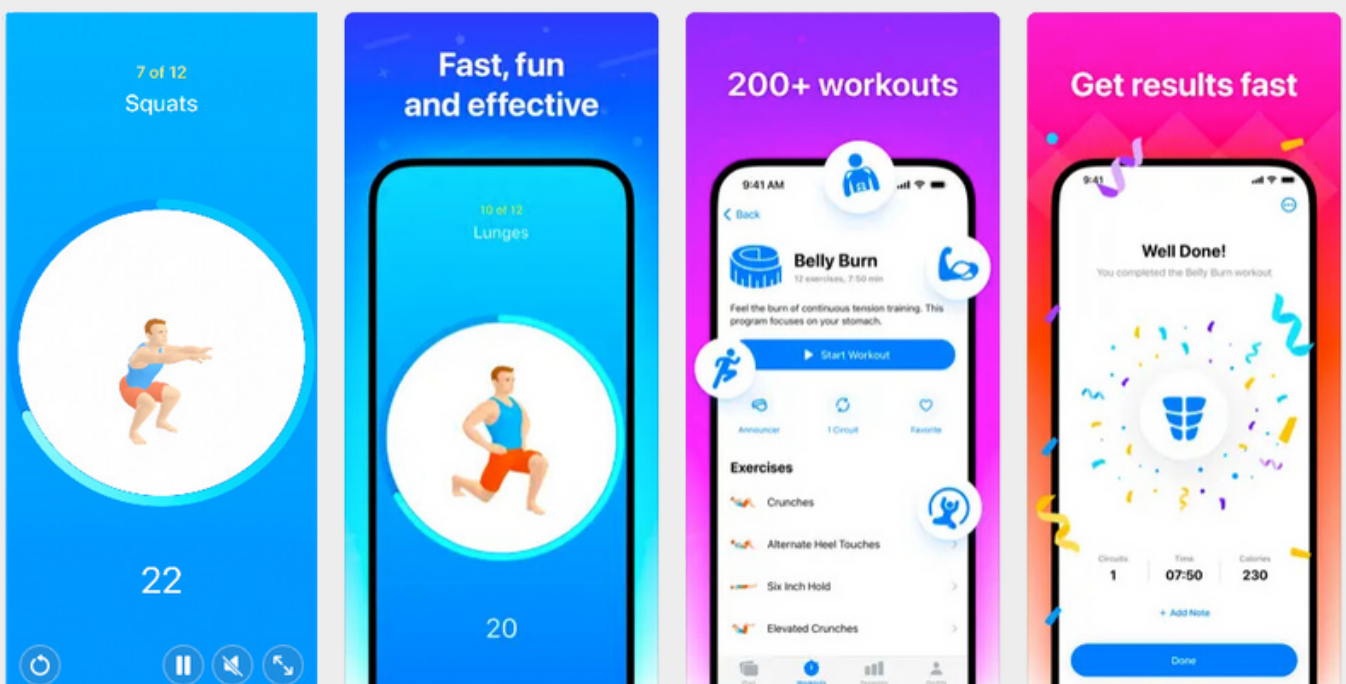 7 of 12
Squats
22
Fast, fun
and effective
10 of 12
Lunges
20
200+ workouts
9:41 AM
Back
Belly Burn
12 exercises, 7:50 min
Feel the burn of continuous tension training. This
program focuses on your stomach.
Start Workout
Announcer
1 Circuit
Favorite
Exercises
Crunches
Alternate Heel Touches
Six Inch Hold
Elevated Crunches
Workouts
Get results fast
9:41
Well Done!
You completed the Belly Burn workout
Circuits
Time
Calories
1
07:50
230
+ Add Note
Done